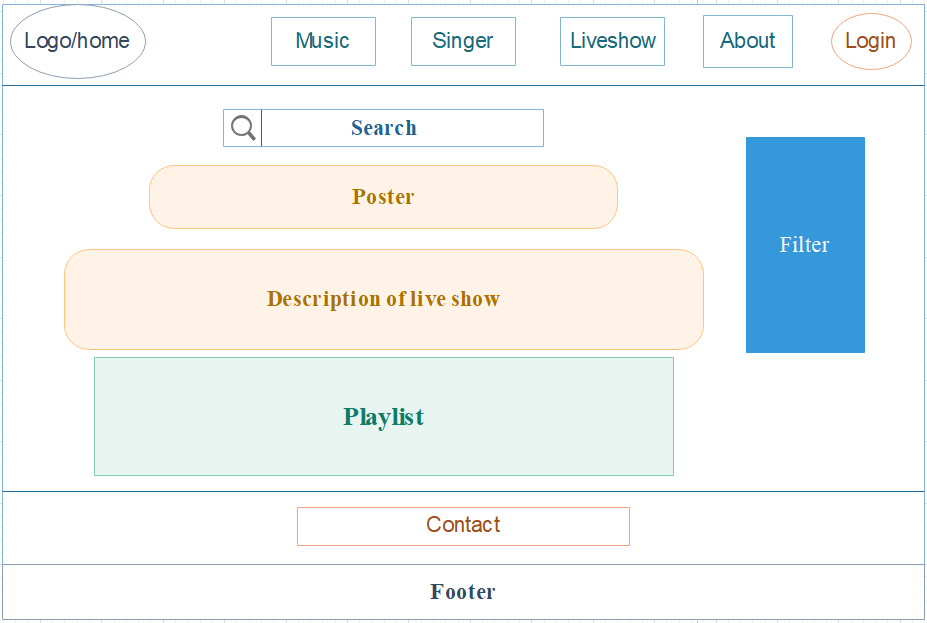 Logo/home
Music
Singer
Liveshow
About
Login
Search
Poster
Filter
Description of live show
Playlist
Contact
Footer